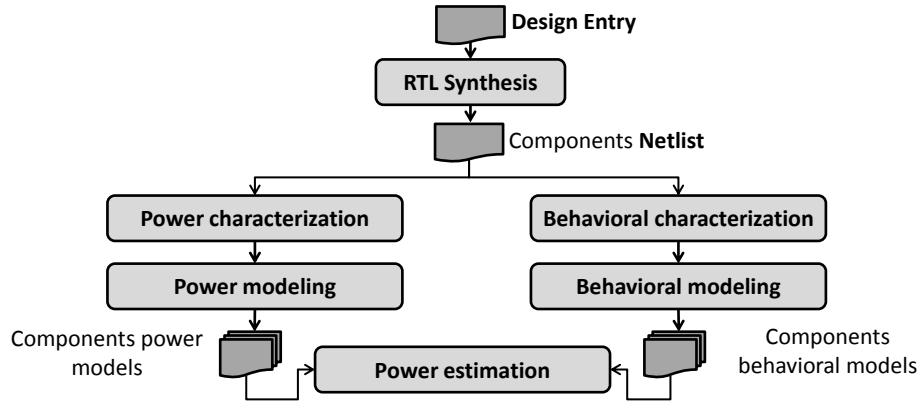 Design Entry
RTL Synthesis
Components Netlist
Power characterization
Behavioral characterization
Power modeling
Behavioral modeling
Components power
models
Components
behavioral models
Power estimation